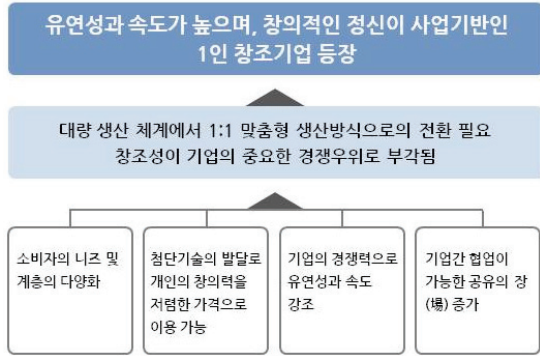 유연성과 속도가 높으며, 창의적인 정신이 사업기반인
1인 창조기업 등장
대량 생산 체계에서 1:1 맞춤형 생산방식으로의 전환 필요
창조성이 기업의 중요한 경쟁우위로 부각됨
소비자의 니즈 및
계층의 다양화
첨단기술의 발달로
개인의 창의력을
저렴한 가격으로
이용 가능
기업의 경쟁력으로
유연성과 속도
강조
기업간 협업이
가능한 공유의 장
(場) 증가